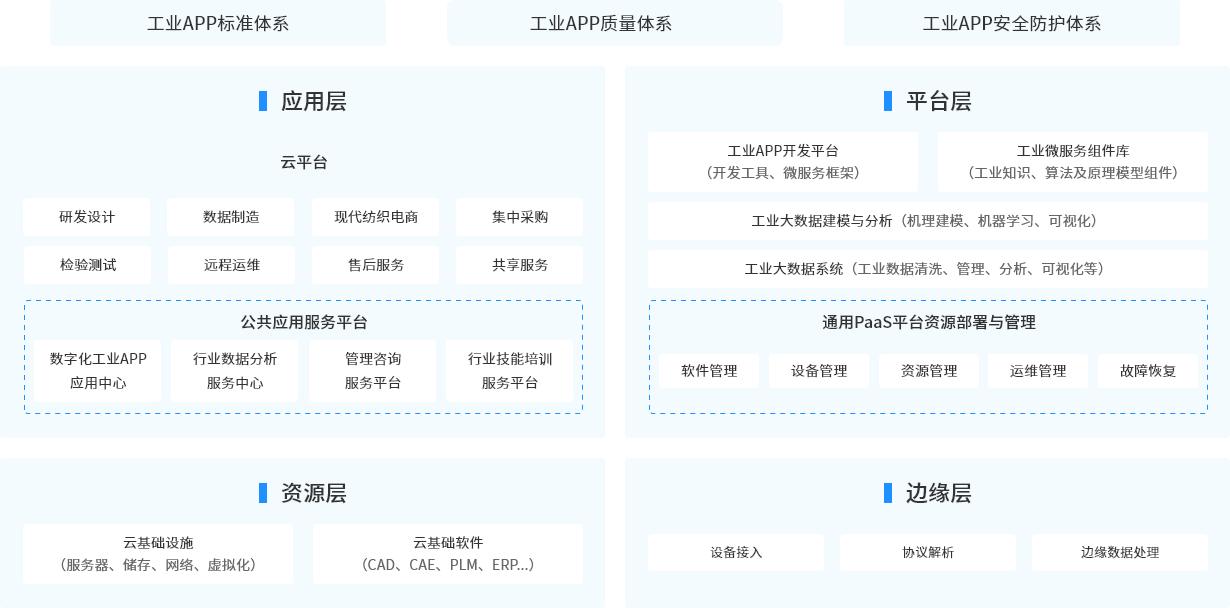 工业APP标准体系
工业APP质量体系
工业APP安全防护体系
应用层
云平台
研发设计
数据制造
现代纺织电商
集中采购
检验测试
远程运维
售后服务
共享服务
公共应用服务平台
数字化工业APP
应用中心
行业数据分析
服务中心
管理咨询
服务平台
行业技能培训
服务平台
平台层
工业APP开发平台
（开发工具、微服务框架）
工业微服务组件库
（工业知识、算法及原理模型组件）
工业大数据建模与分析（机理建模、机器学习、可视化）
工业大数据系统（工业数据清洗、管理、分析、可视化等）
通用PaaS平台资源部署与管理
软件管理
设备管理
资源管理
运维管理
故障恢复
资源层
云基础设施
（服务器、储存、网络、虚拟化）
云基础软件
（CAD、CAE、PLM、ERP...）
边缘层
设备接入
协议解析
边缘数据处理